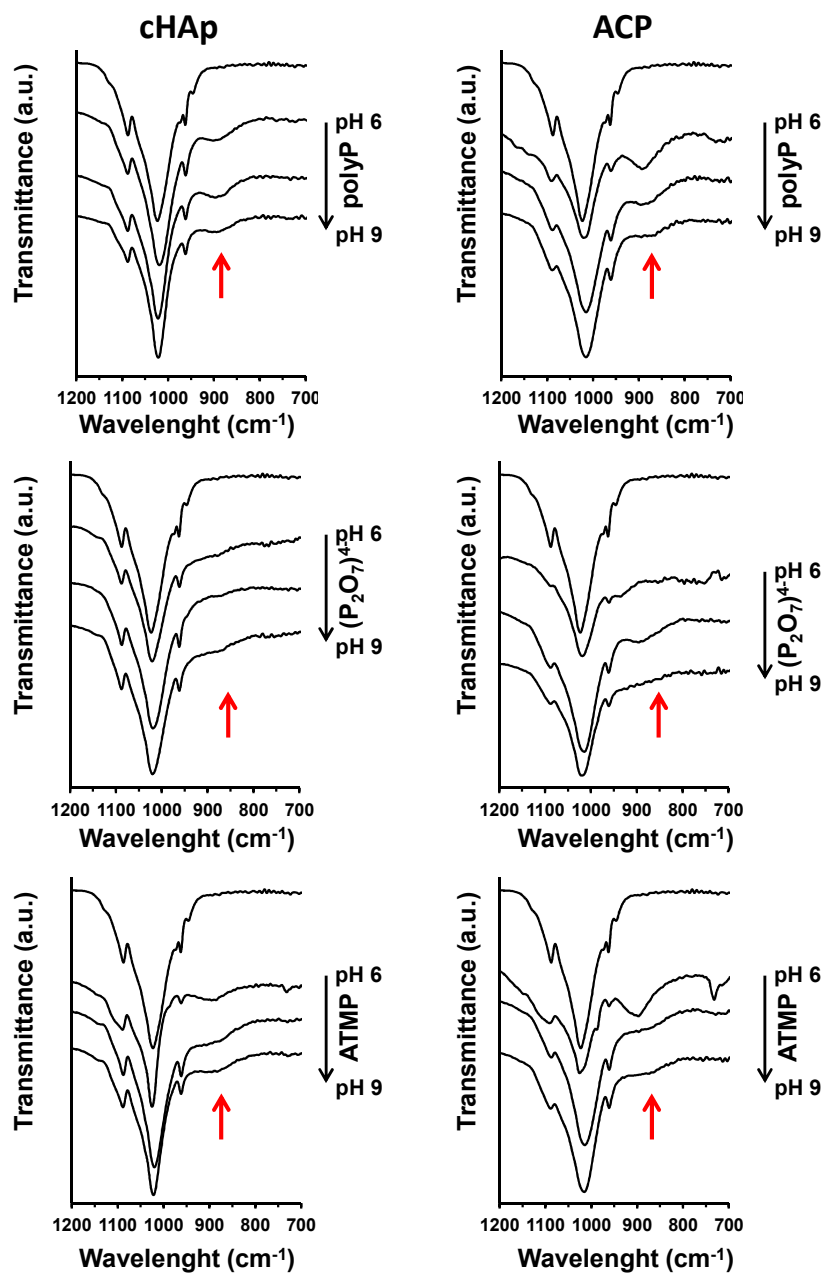 cHAp
ACP
Transmittance (a.u.)
pH 6
polyP
pH 9
1200 1100 1000 900 800 700
Wavelenght (cm-1)
Transmittance (a.u.)
pH 6
polyP
pH 9
1200 1100 1000 900 800 700
Wavelenght (cm-1)
Transmittance (a.u.)
pH 6
(P2O7)4-
pH 9
1200 1100 1000 900 800 700
Wavelenght (cm-1)
Transmittance (a.u.)
pH 6
(P2O7)4-
pH 9
1200 1100 1000 900 800 700
Wavelenght (cm-1)
Transmittance (a.u.)
pH 6
ATMP
pH 9
1200 1100 1000 900 800 700
Wavelenght (cm-1)
Transmittance (a.u.)
pH 6
ATMP
pH 9
1200 1100 1000 900 800 700
Wavelenght (cm-1)